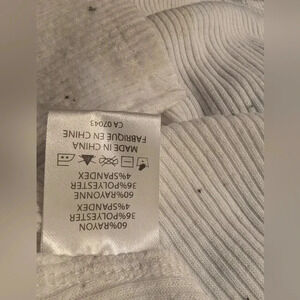 60%RAYON
36%POLYESTER
4%SPANDEX
60%RAYONNE
36%POLYESTER
4%SPANDEX
MADE IN CHINA
FABRIQUE EN CHINE
CA 07043